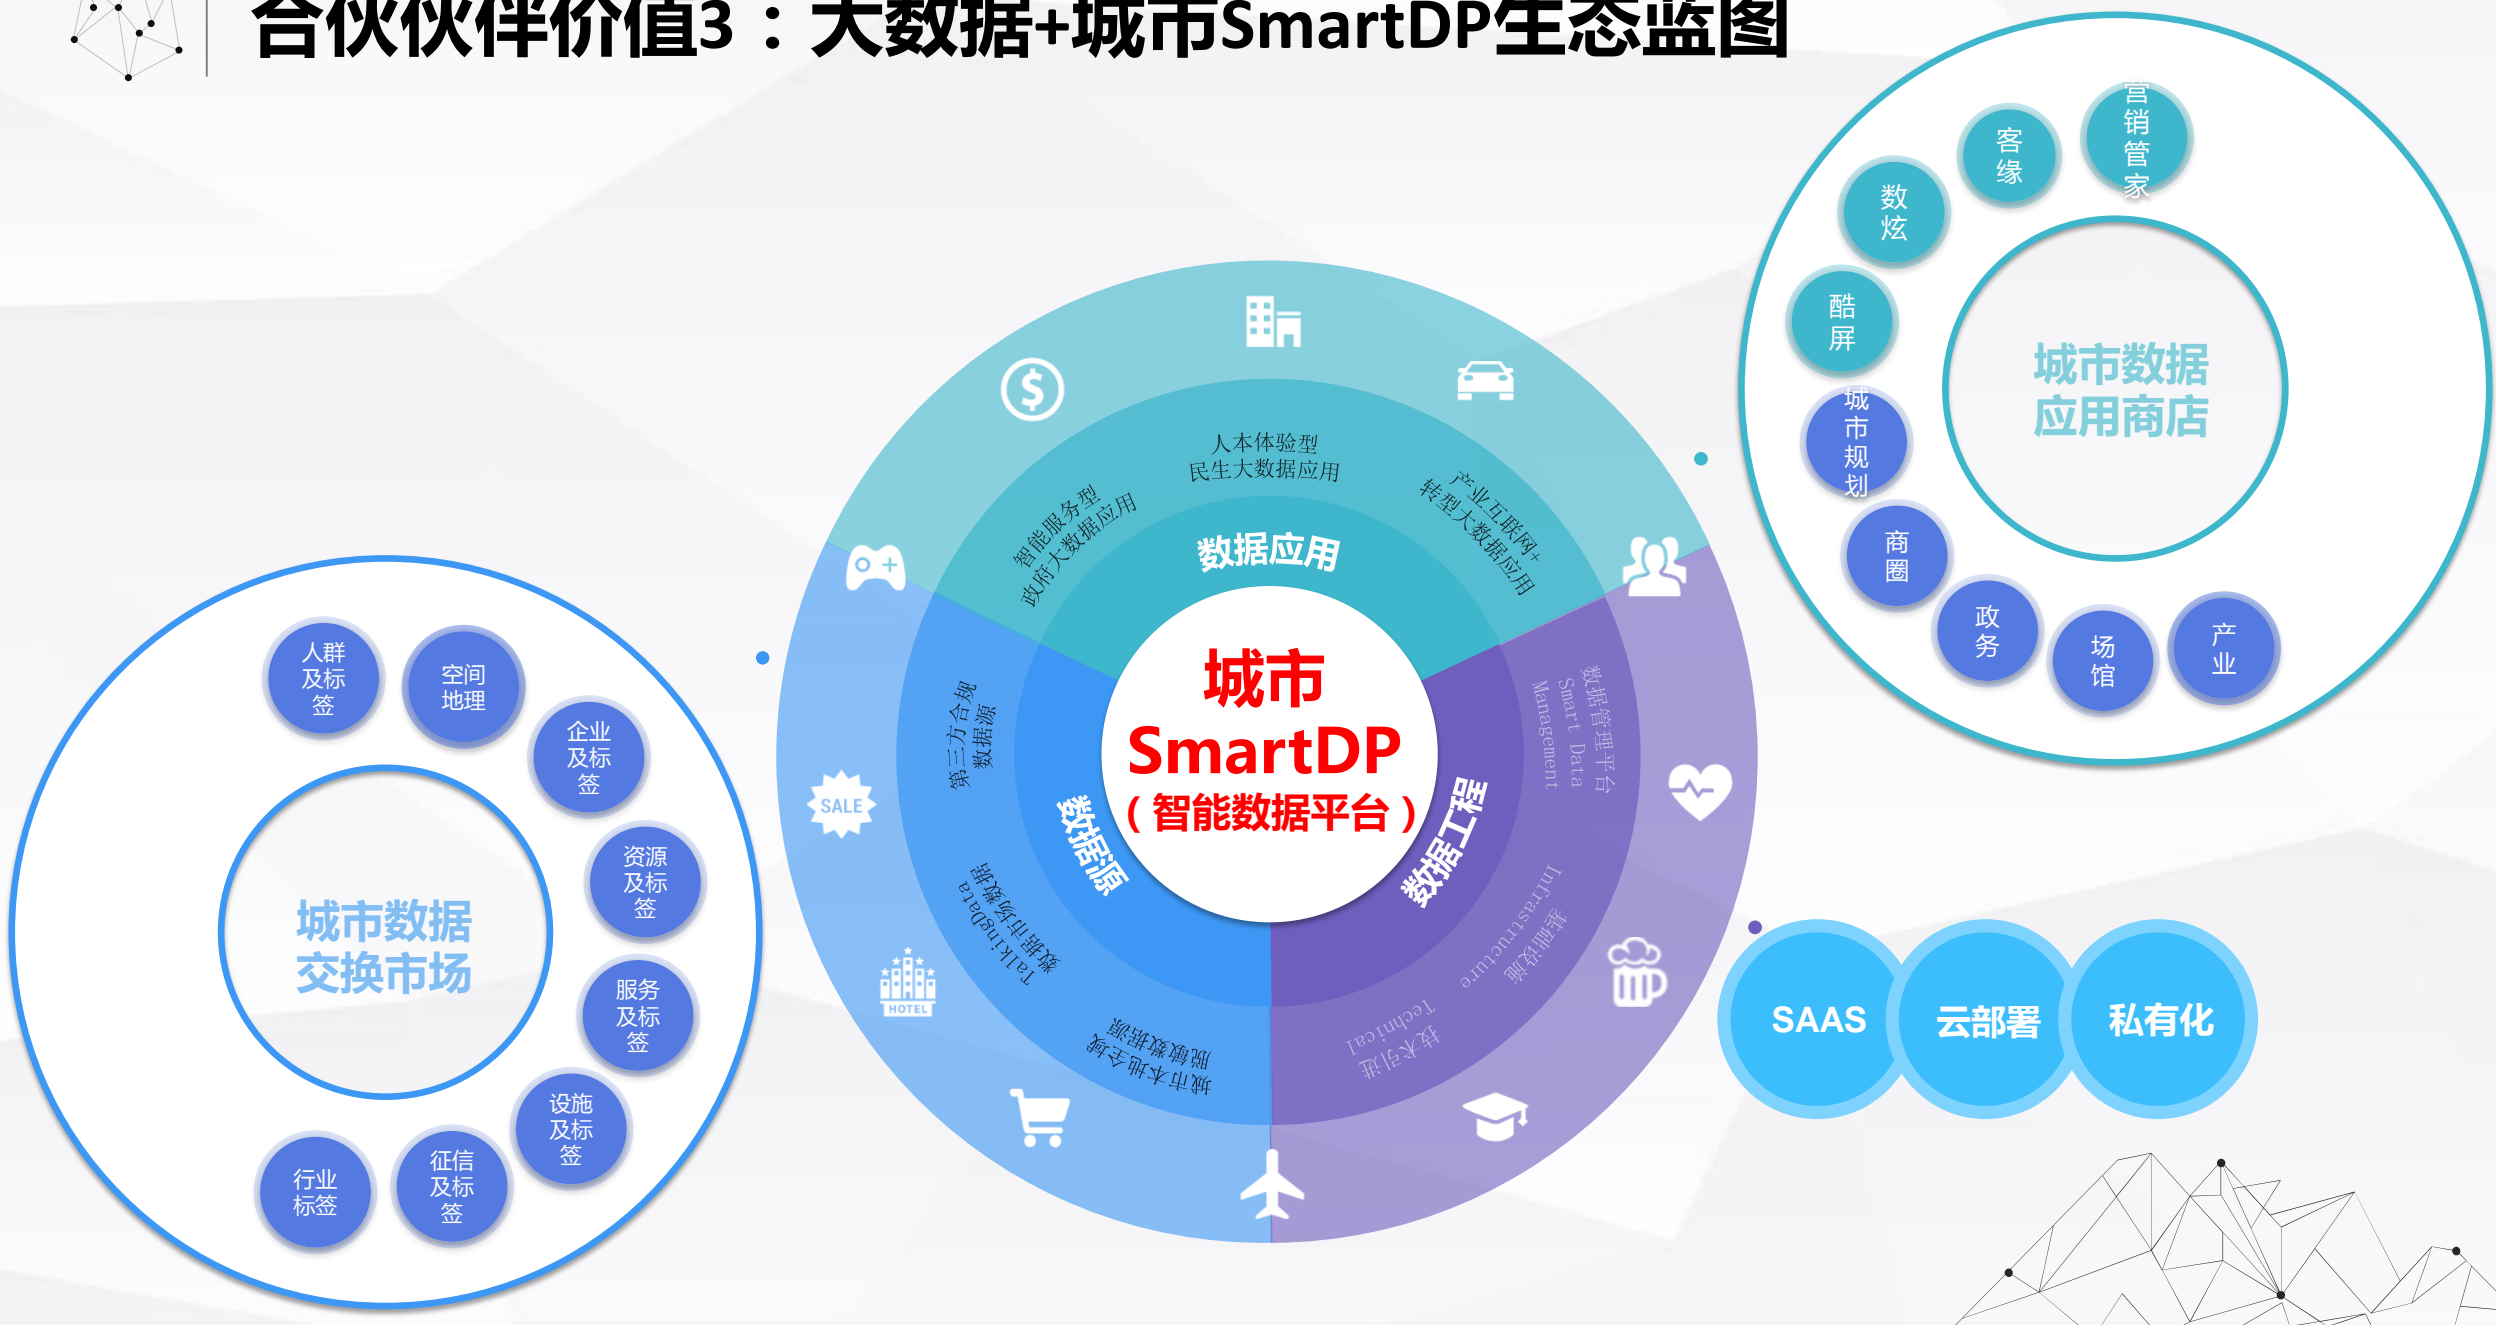 合伙伙伴价值3：大数据+城市SmartDP生态监图
营
销
管
家
客
缘
数
炫
酷
屏
城
市
规
划
商
圈
政
务
场
馆
产
业
城市数据
应用商店
人本体验型
民生大数据应用
智能服务型
政府大数据应用
产业互联网+
转型大数据应用
数据应用
城市
SmartDP
（智能数据平台）
数据源
第三方合规
数据源
TalkingData
数据市场数据
城市本地全域
脱敏数据源
数据工程
数据管理平台
Smart Data
Management
基础设施
Infrastructure
技术引进
Technical
SALE
HOTEL
人群
及标
签
空间
地理
企业
及标
签
资源
及标
签
服务
及标
签
设施
及标
签
征信
及标
签
行业
标签
城市数据
交换市场
SAAS
云部署
私有化